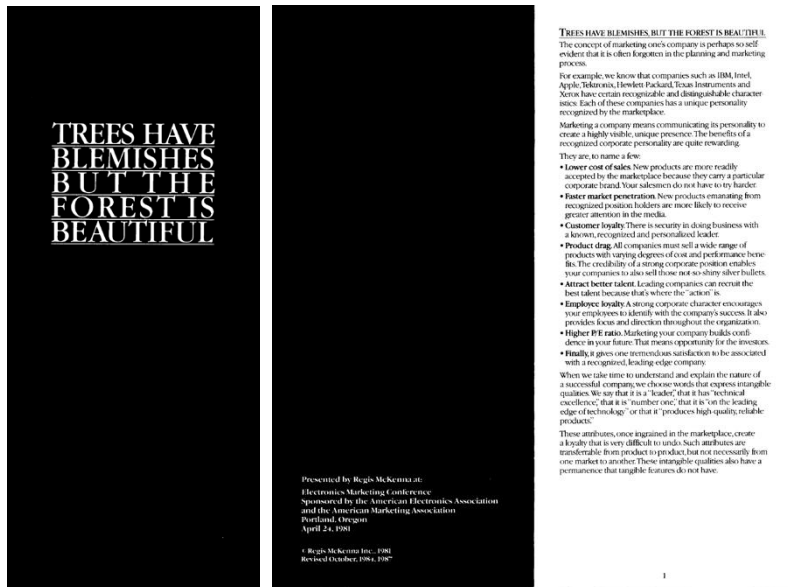 TREES HAVE
BLEMISHES
BUT THE
FOREST IS
BEAUTIFUL
Presented by Regis McKenna at:
Electronics Marketing Conference
Sponsored by the American Electronics Association
and the American Marketing Association
Portland, Oregon
April 24, 1981
© Regis McKenna Inc., 1981
Revised October, 1984, 1987
TREES HAVE BLEMISHES, BUT THE FOREST IS BEAUTIFUL
The concept of marketing one's company is perhaps so self
evident that it is often forgotten in the planning and marketing
process.
For example, we know that companies such as IBM, Intel,
Apple, Tektronix, Hewlett Packard, Texas Instruments and
Xerox have certain recognizable and distinguishable character
istics. Each of these companies has a unique personality
recognized by the marketplace.
Marketing a company means communicating its personality to
create a highly visible, unique presence. The benefits of a
recognized corporate personality are quite rewarding.
They are, to name a few:
• Lower cost of sales. New products are more readily
accepted by the marketplace because they carry a particular
corporate brand. Your salesmen do not have to try harder.
• Faster market penetration. New products emanating from
recognized position holders are more likely to receive
greater attention in the media.
• Customer loyalty. There is security in doing business with
a known, recognized and personalized leader.
• Product drag. All companies must sell a wide range of
products with varying degrees of cost and performance bene
fits. The credibility of a strong corporate position enables
your companies to also sell those not-so-shiny silver bullets.
• Attract better talent. Leading companies can recruit the
best talent because that's where the "action" is.
• Employee loyalty. A strong corporate character encourages
your employees to identify with the company's success. It also
provides focus and direction throughout the organization.
• Higher P/E ratio. Marketing your company builds confi-
dence in your future. That means opportunity for the investors.
• Finally, it gives one tremendous satisfaction to be associated
with a recognized, leading-edge company.
When we take time to understand and explain the nature of
a successful company, we choose words that express intangible
qualities. We say that it is a "leader," that it has "technical
excellence," that it is "number one," that it is "on the leading
edge of technology" or that it "produces high-quality, reliable
products."
These attributes, once ingrained in the marketplace, create
a loyalty that is very difficult to undo. Such attributes are
transferrable from product to product, but not necessarily from
one market to another. These intangible qualities also have a
permanence that tangible features do not have.
1